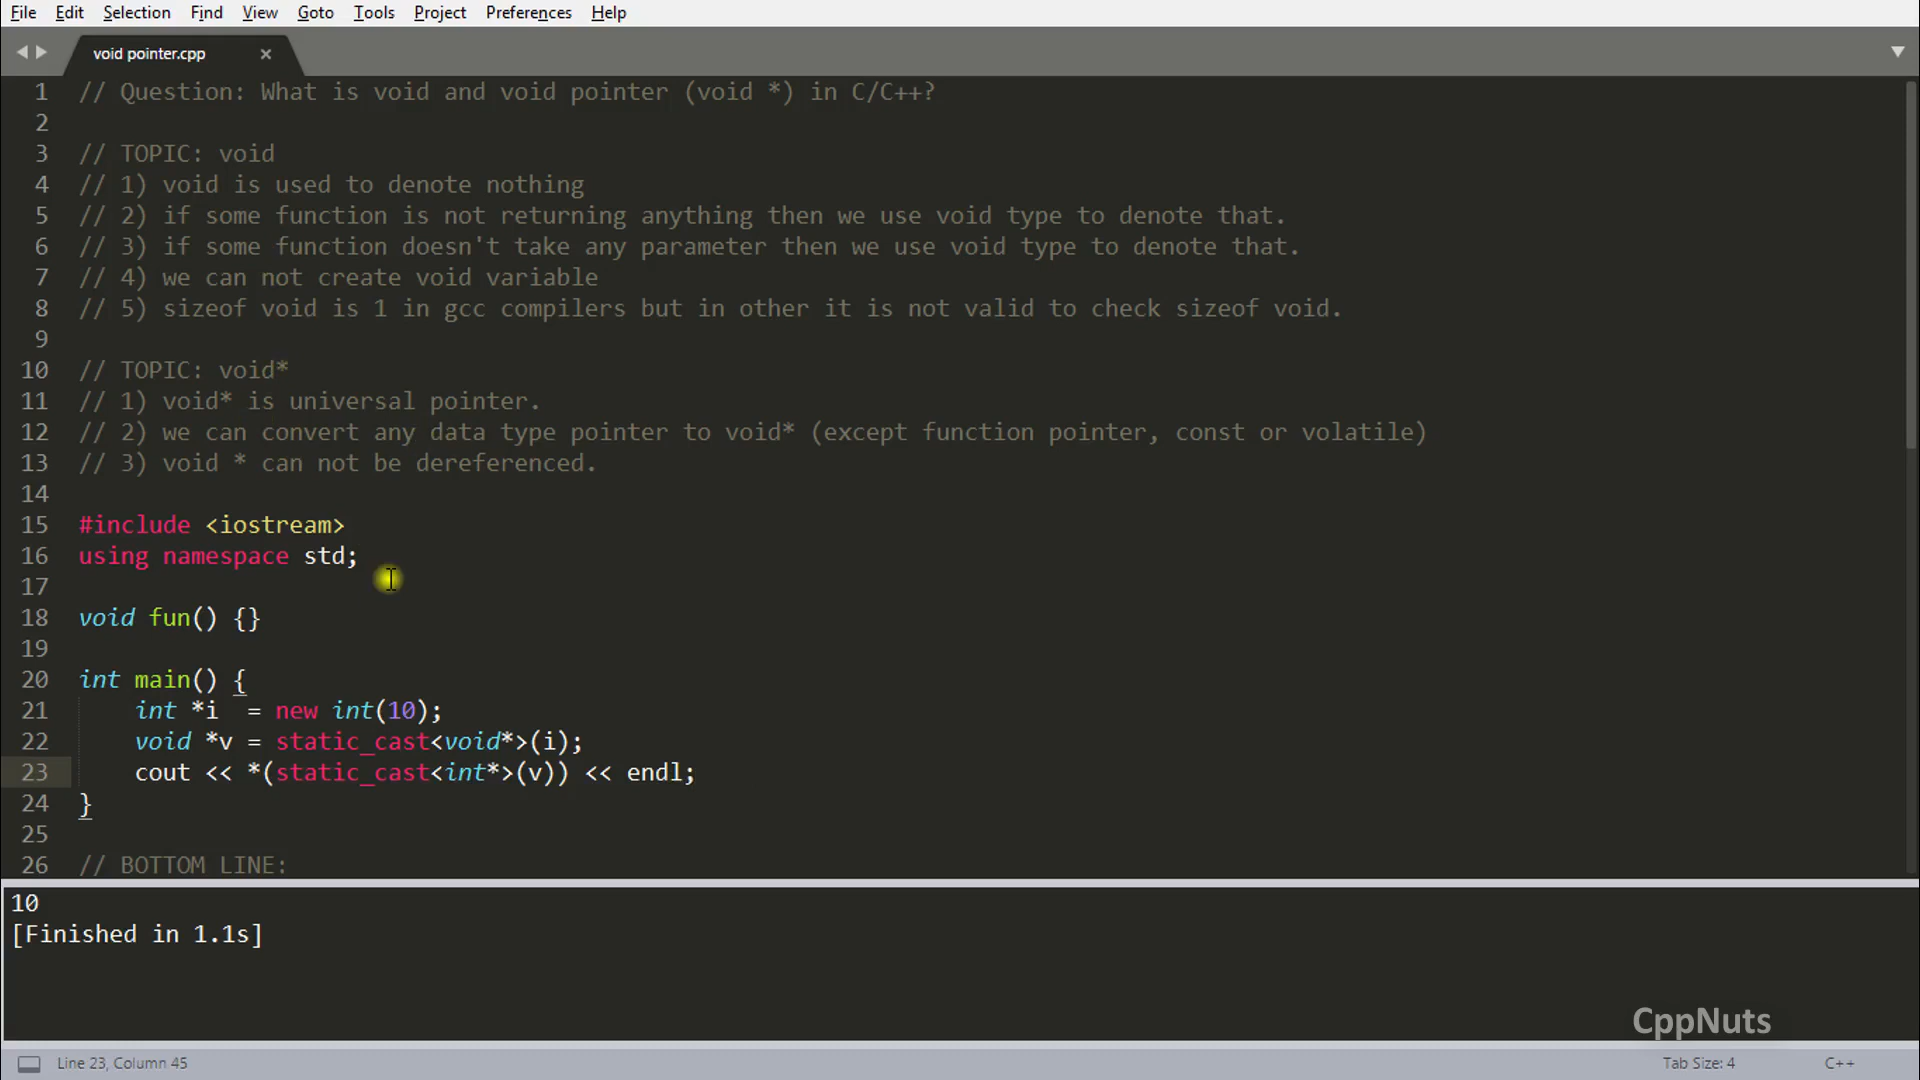 File Edit Selection Find View Goto Tools Project Preferences Help
void pointer.cpp ×
1 // Question: What is void and void pointer (void *) in C/C++?
2
3 // TOPIC: void
4 // 1) void is used to denote nothing
5 // 2) if some function is not returning anything then we use void type to denote that.
6 // 3) if some function doesn't take any parameter then we use void type to denote that.
7 // 4) we can not create void variable
8 // 5) sizeof void is 1 in gcc compilers but in other it is not valid to check sizeof void.
9
10 // TOPIC: void*
11 // 1) void* is universal pointer.
12 // 2) we can convert any data type pointer to void* (except function pointer, const or volatile)
13 // 3) void * can not be dereferenced.
14
15 #include <iostream>
16 using namespace std;
17
18 void fun() {}
19
20 int main() {
21     int *i  = new int(10);
22     void *v = static_cast<void*>(i);
23     cout << *(static_cast<int*>(v)) << endl;
24 }
25
26 // BOTTOM LINE:
10
[Finished in 1.1s]
CppNuts
Line 23, Column 45 Tab Size: 4 C++